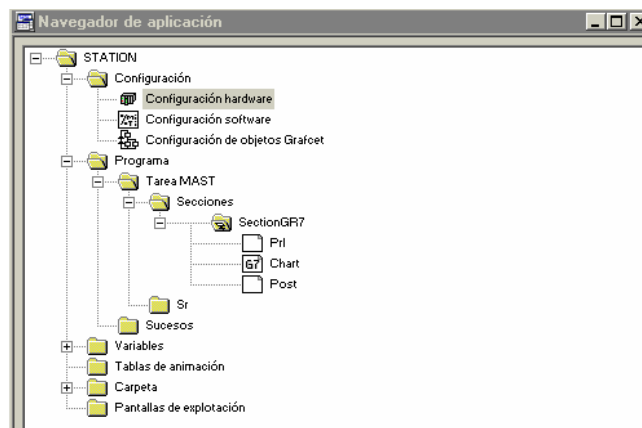 Navegador de aplicación
STATION
Configuración
Configuración hardware
Configuración software
Configuración de objetos Grafcet
Programa
Tarea MAST
Secciones
SectionGR7
Prl
G7 Chart
Post
Sr
Sucesos
Variables
Tablas de animación
Carpeta
Pantallas de explotación